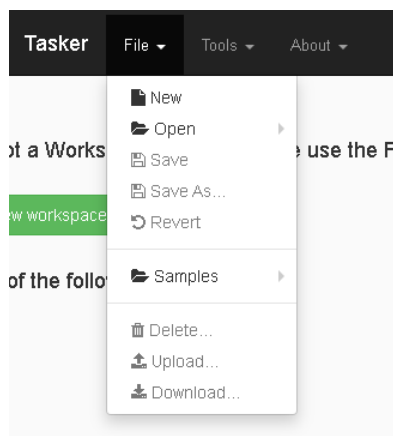 Tasker File Tools About
New
Open
ot a Works use the F
Save
Save As...
ew workspace
Revert
of the follo
Samples
Delete...
Upload...
Download...